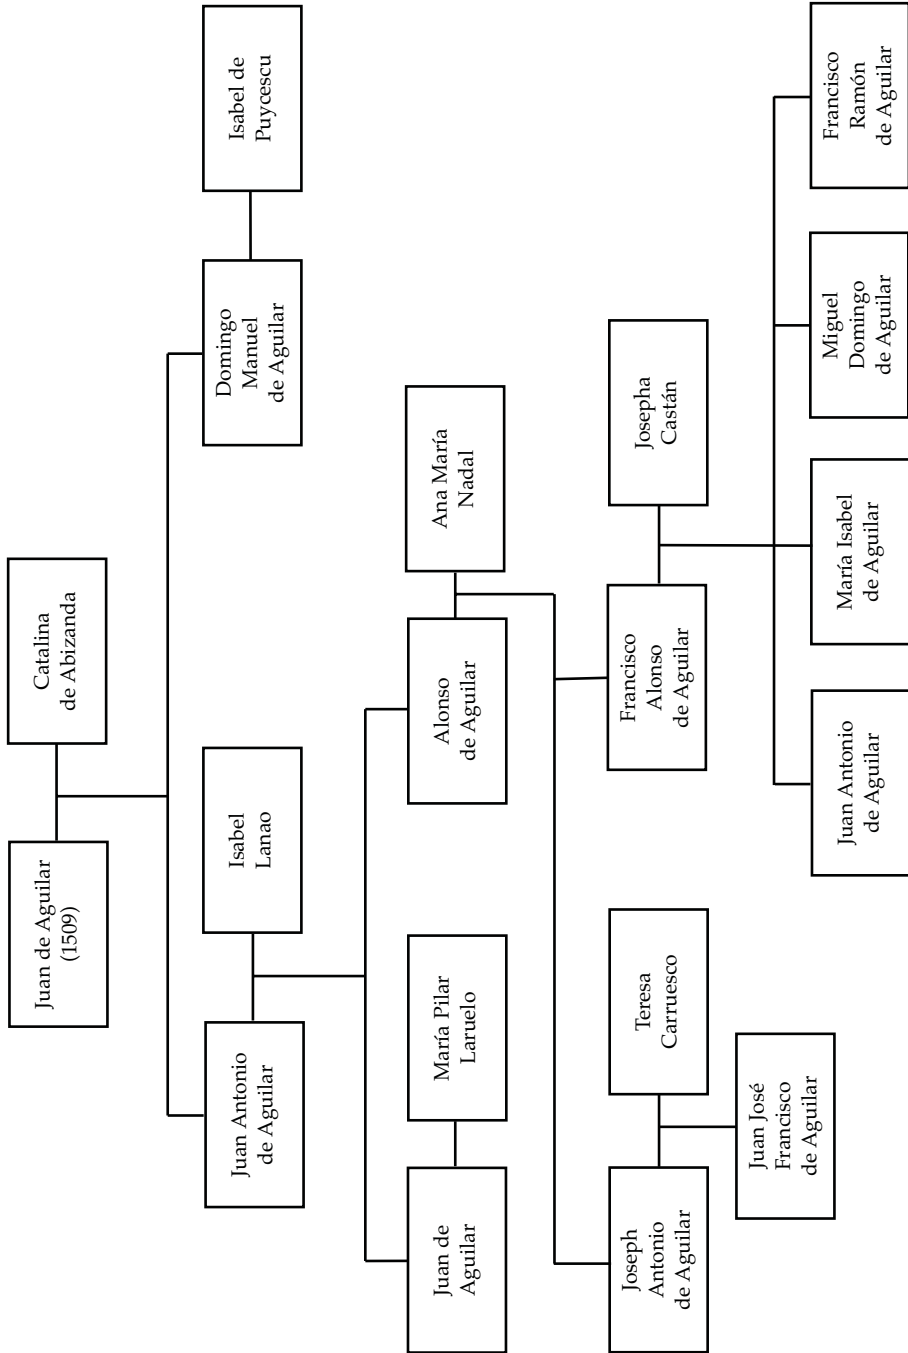 Juan de Aguilar
(1509)
Catalina
de Abizanda
Juan Antonio
de Aguilar
Isabel
Lanao
Domingo
Manuel
de Aguilar
Isabel de
Puycescu
Juan de
Aguilar
María Pilar
Laruelo
Alonso
de Aguilar
Ana María
Nadal
Joseph
Antonio
de Aguilar
Teresa
Carruesco
Francisco
Alonso
de Aguilar
Josepha
Castán
Juan José
Francisco
de Aguilar
Juan Antonio
de Aguilar
María Isabel
de Aguilar
Miguel
Domingo
de Aguilar
Francisco
Ramón
de Aguilar